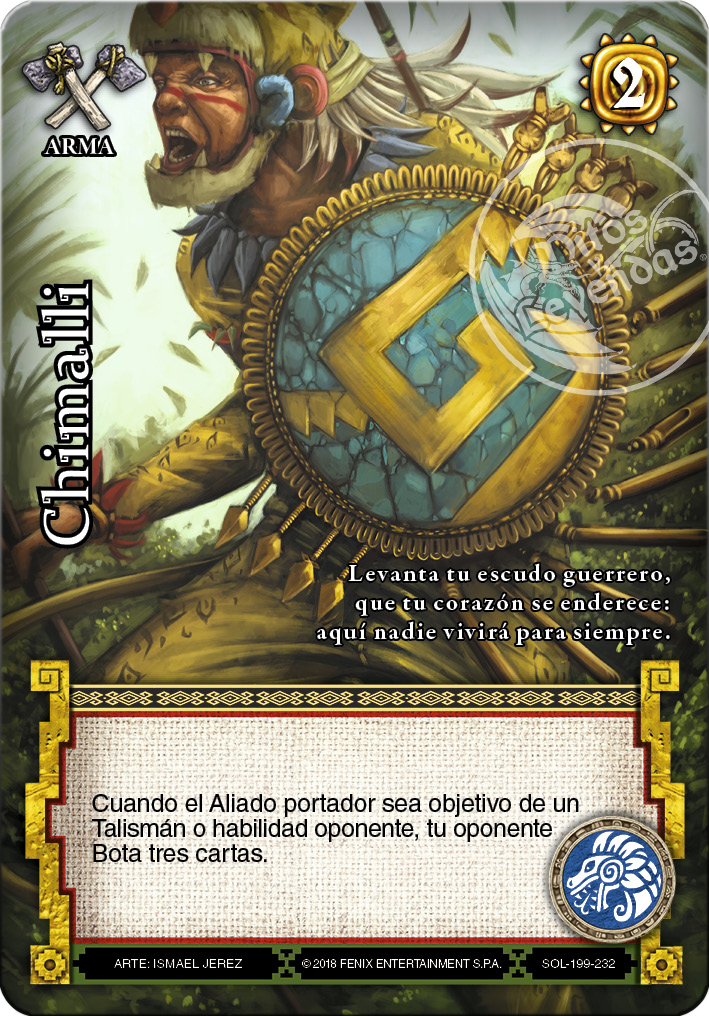 ARMA
2
Mitos
Leyendas
Chimalli
Levanta tu escudo guerrero,
que tu corazón se enderece:
aquí nadie vivirá para siempre.
Cuando el Aliado portador sea objetivo de un
Talismán o habilidad oponente, tu oponente
Bota tres cartas.
ARTE: ISMAEL JEREZ
© 2018 FENIX ENTERTAINMENT S.P.A.
SOL-199-232